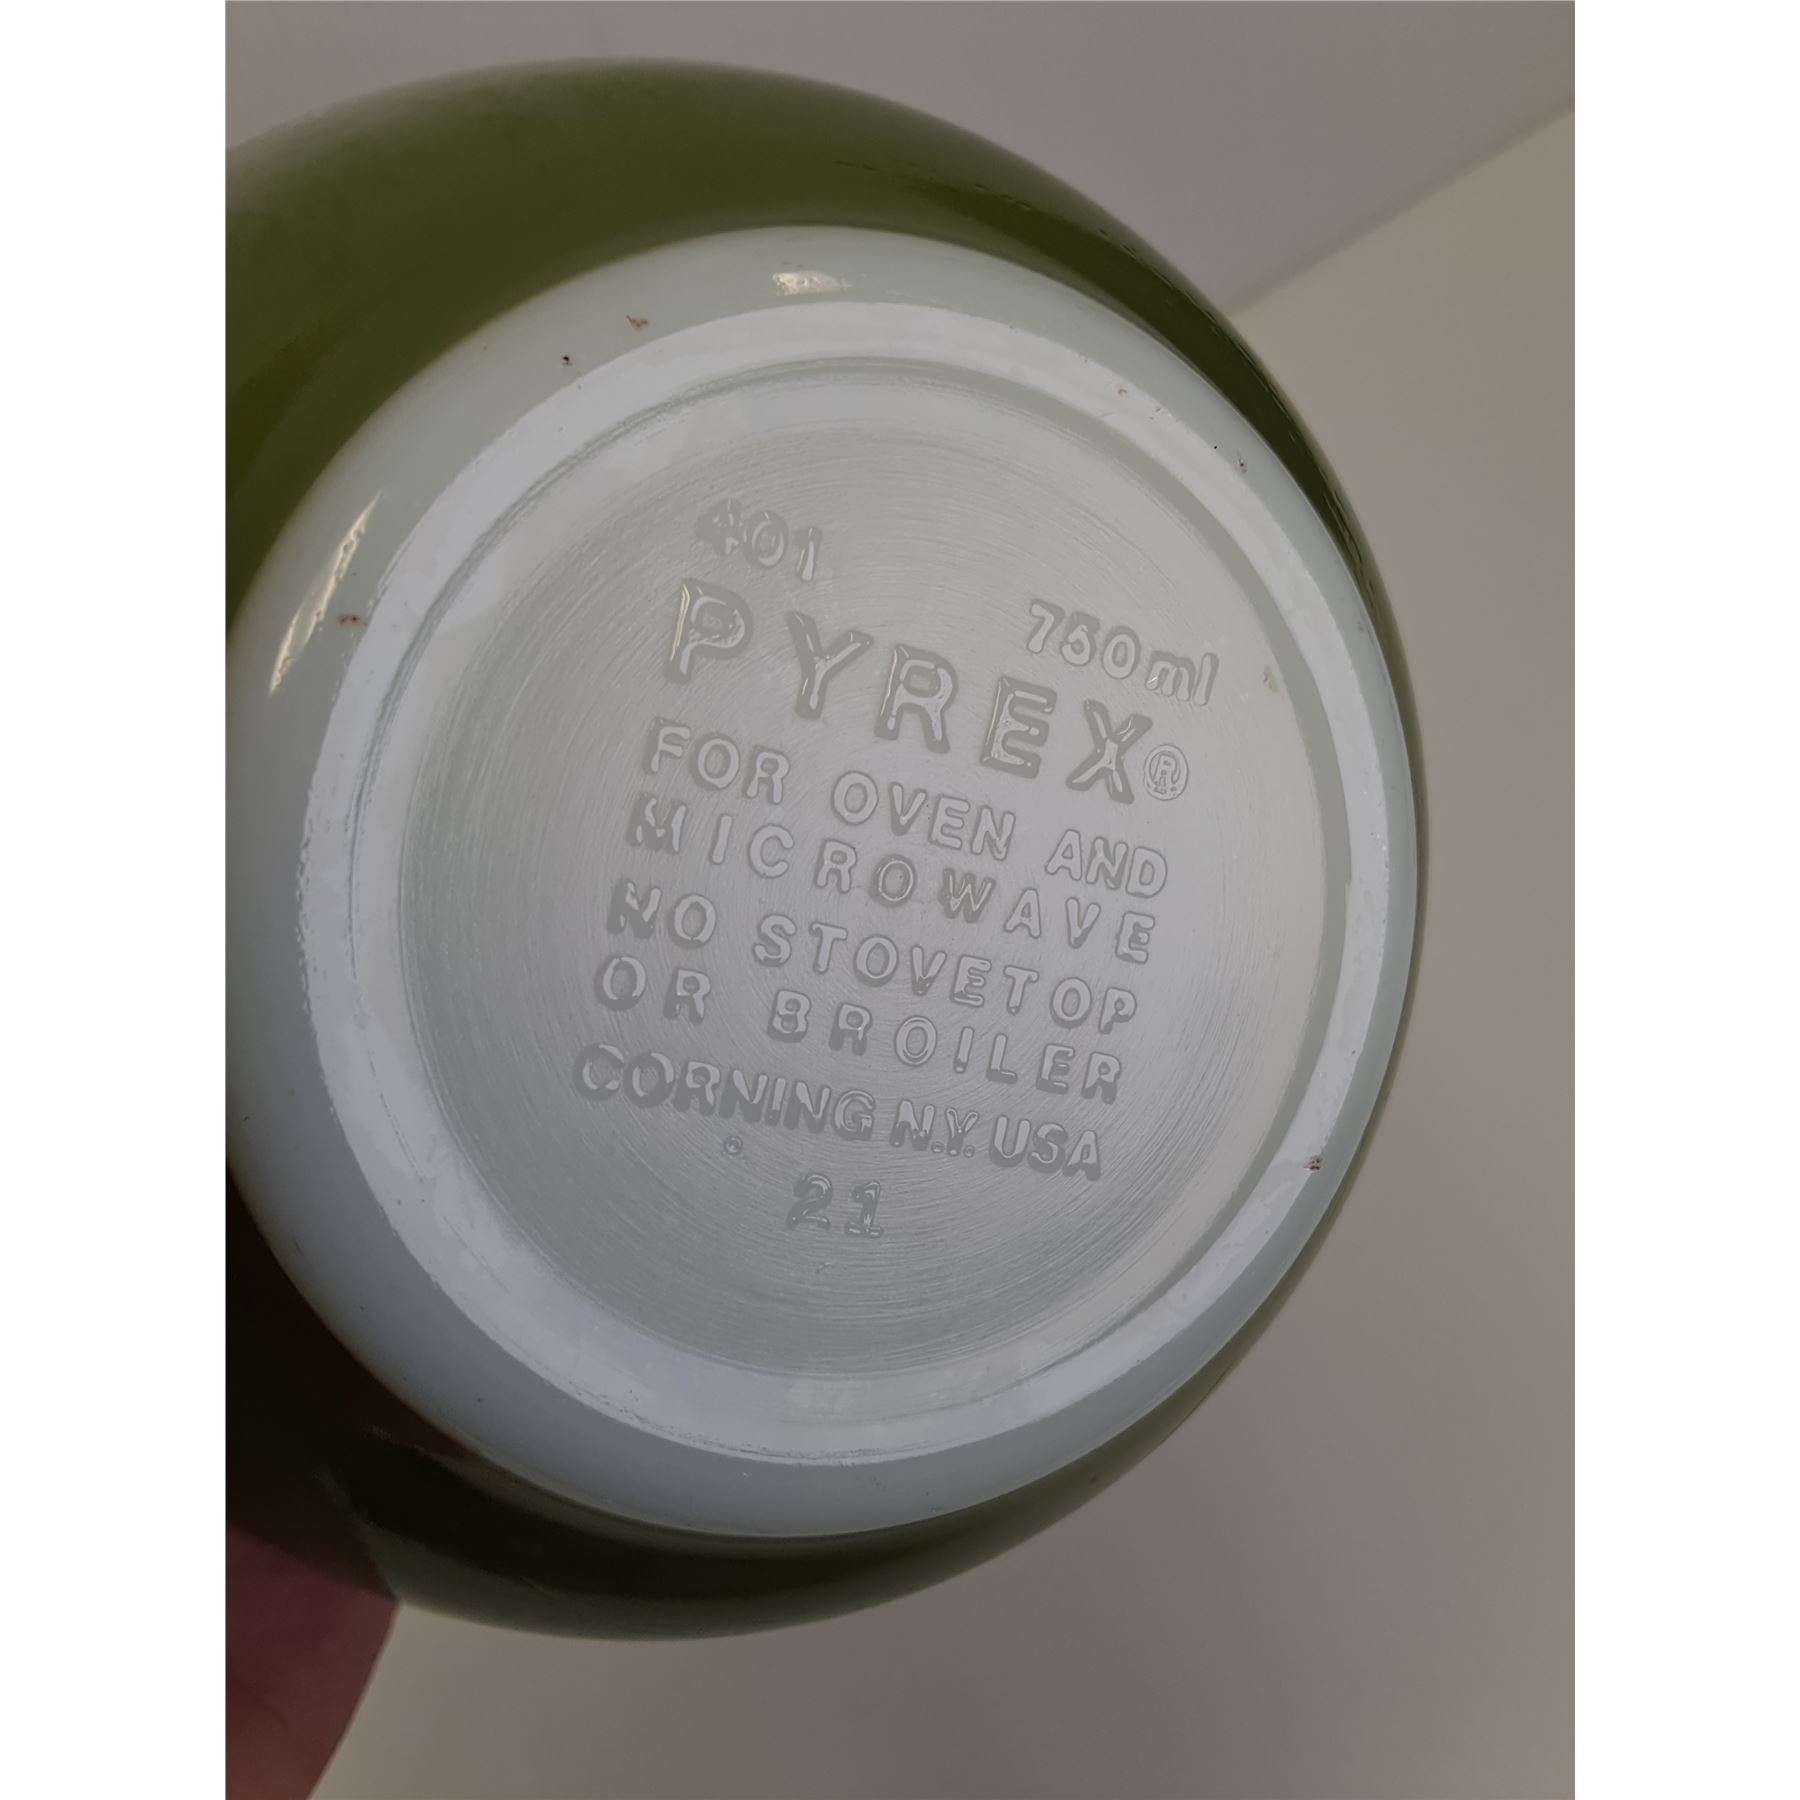 401
750ml
PYREX®
FOR OVEN AND
MICROWAVE
NO STOVETOP
OR BROILER
CORNING N.Y. USA
21